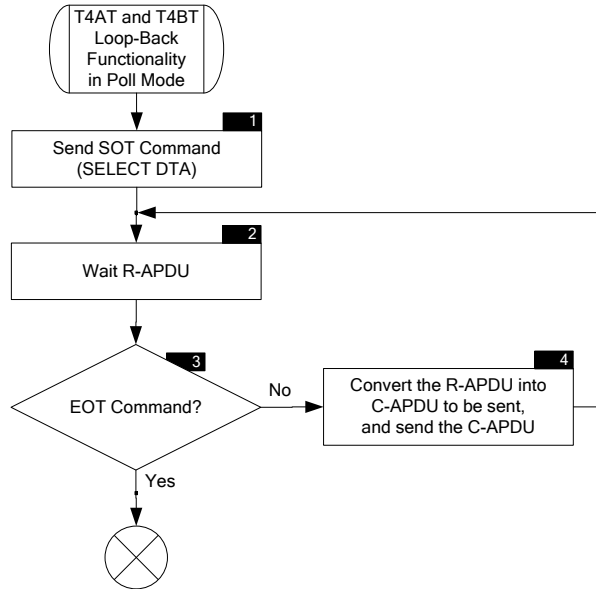 T4AT and T4BT
Loop-Back
Functionality
in Poll Mode
1
Send SOT Command
(SELECT DTA)
2
Wait R-APDU
3
EOT Command?
No
4
Convert the R-APDU into
C-APDU to be sent,
and send the C-APDU
Yes